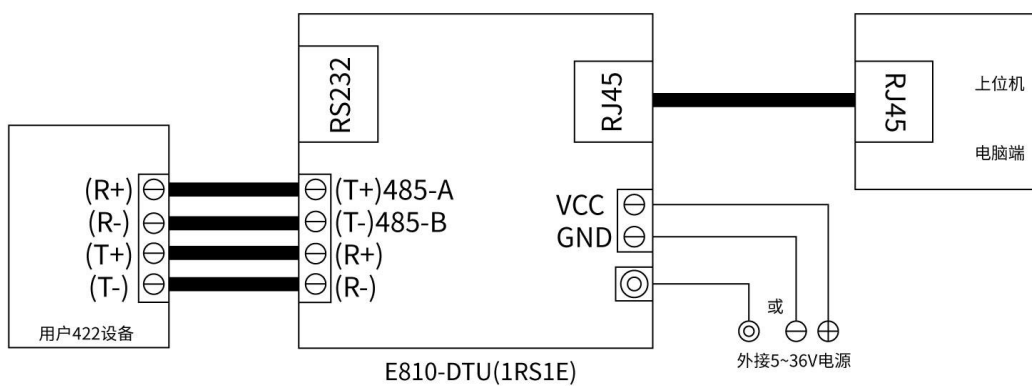 RS232
RJ45
RJ45
上位机
电脑端
(R+)
(R-)
(T+)
(T-)
用户422设备
(T+)485-A
(T-)485-B
(R+)
(R-)
VCC
GND
或
外接5~36V电源
E810-DTU(1RS1E)